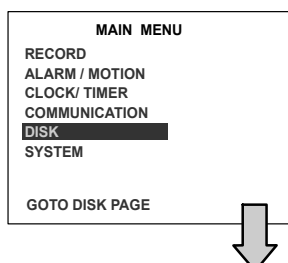 MAIN MENU
RECORD
ALARM / MOTION
CLOCK/ TIMER
COMMUNICATION
DISK
SYSTEM
GOTO DISK PAGE